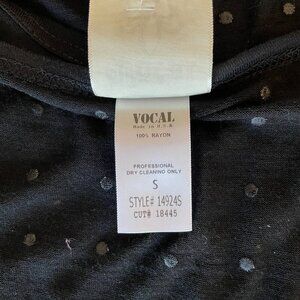 VOCAL
Made in U.S.A
100% RAYON
PROFESSIONAL
DRY CLEANING ONLY
S
STYLE# 14924S
CUT# 18445